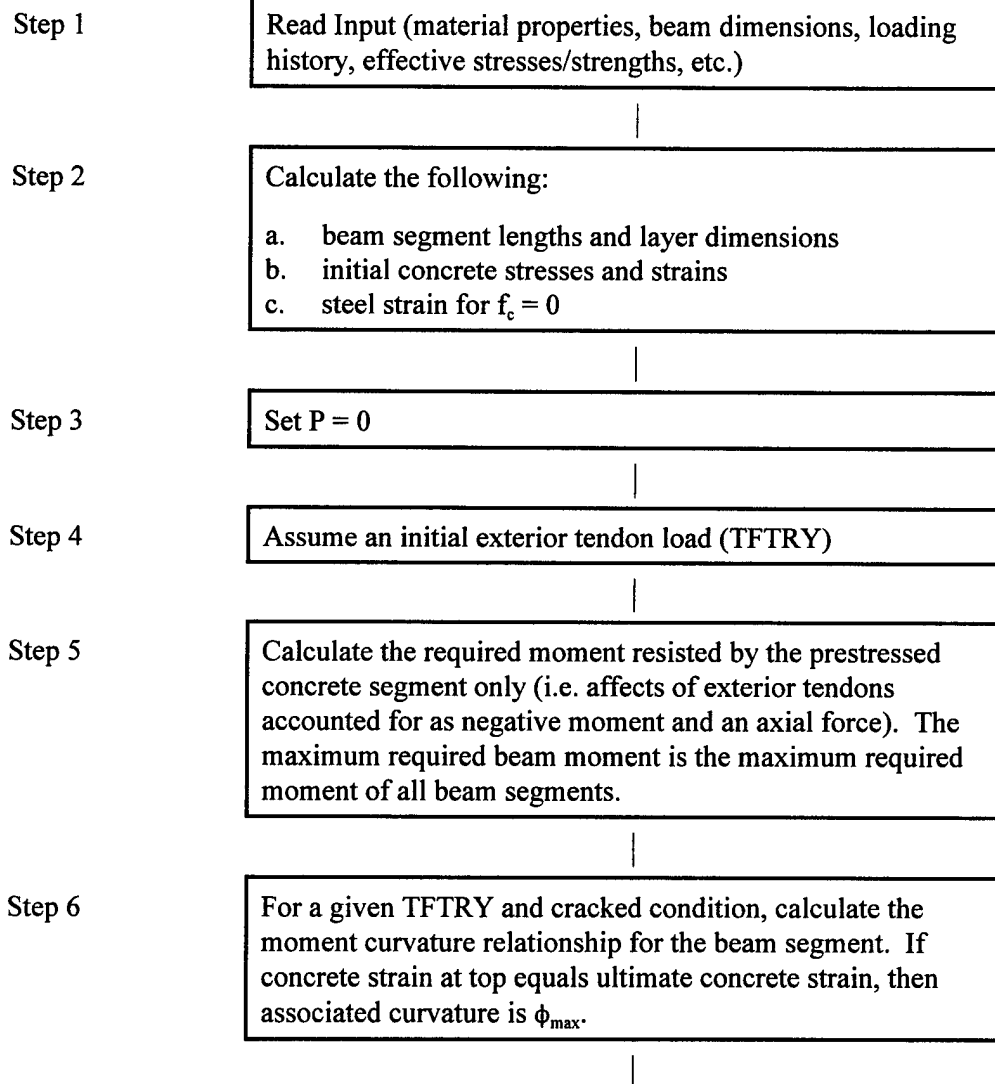 Step 1
Read Input (material properties, beam dimensions, loading
history, effective stresses/strengths, etc.)
Step 2
Calculate the following:
a. beam segment lengths and layer dimensions
b. initial concrete stresses and strains
c. steel strain for f_c = 0
Step 3
Set P = 0
Step 4
Assume an initial exterior tendon load (TFTRY)
Step 5
Calculate the required moment resisted by the prestressed
concrete segment only (i.e. affects of exterior tendons
accounted for as negative moment and an axial force). The
maximum required beam moment is the maximum required
moment of all beam segments.
Step 6
For a given TFTRY and cracked condition, calculate the
moment curvature relationship for the beam segment. If
concrete strain at top equals ultimate concrete strain, then
associated curvature is ϕ_max.